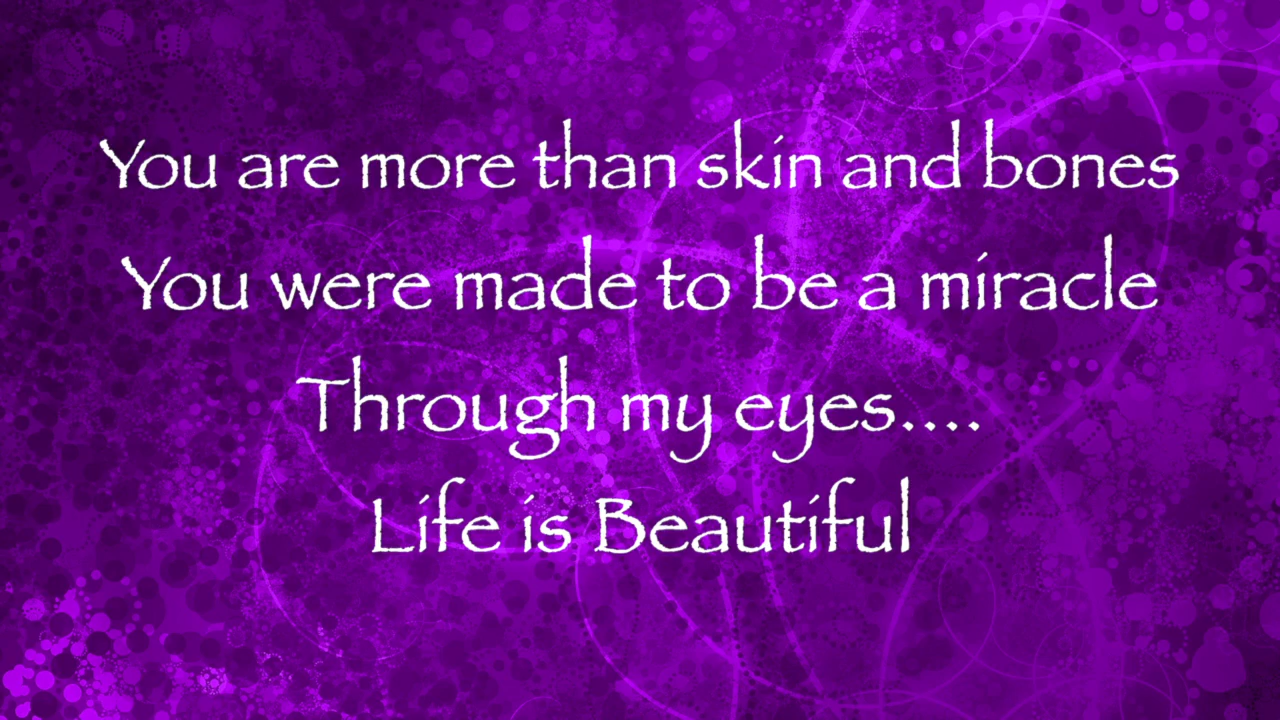 You are more than skin and bones
You were made to be a miracle
Through my eyes....
Life is Beautiful